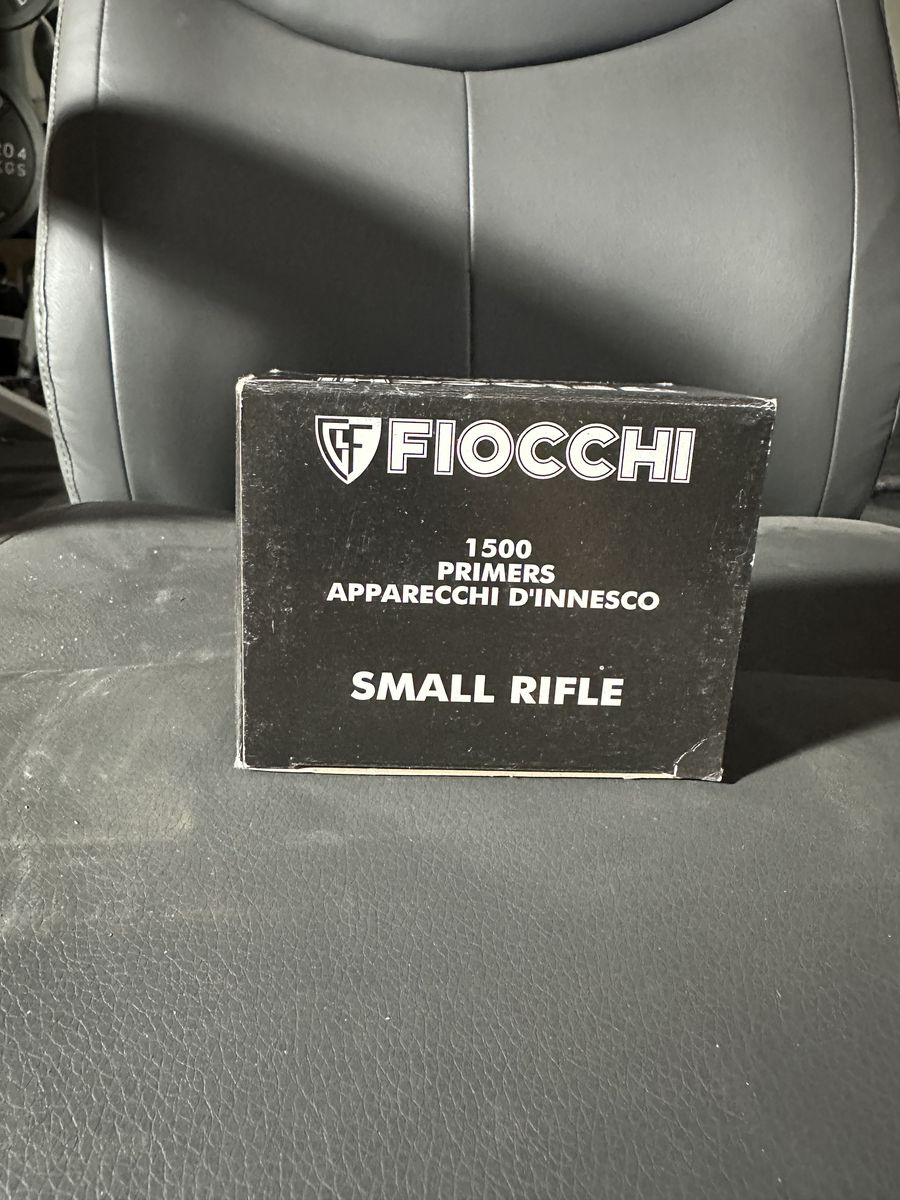 FIOCCHI
1500
PRIMERS
APPARECCHI D'INNESCO
SMALL RIFLE